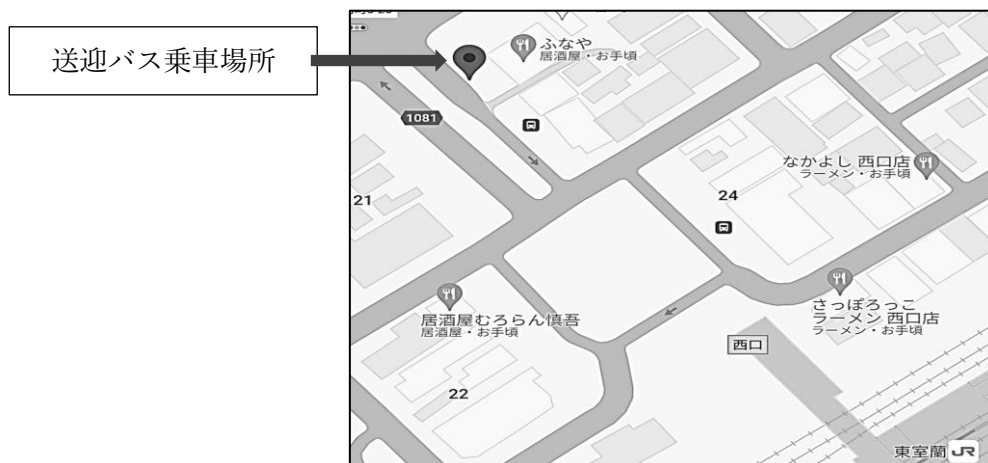 送迎バス乗車場所
ふなや
居酒屋・お手頃
1081
なかよし 西口店
ラーメン・お手頃
21
24
さっぽろっこ
ラーメン 西口店
ラーメン・お手頃
居酒屋むろらん慎吾
居酒屋・お手頃
西口
22
東室蘭 JR